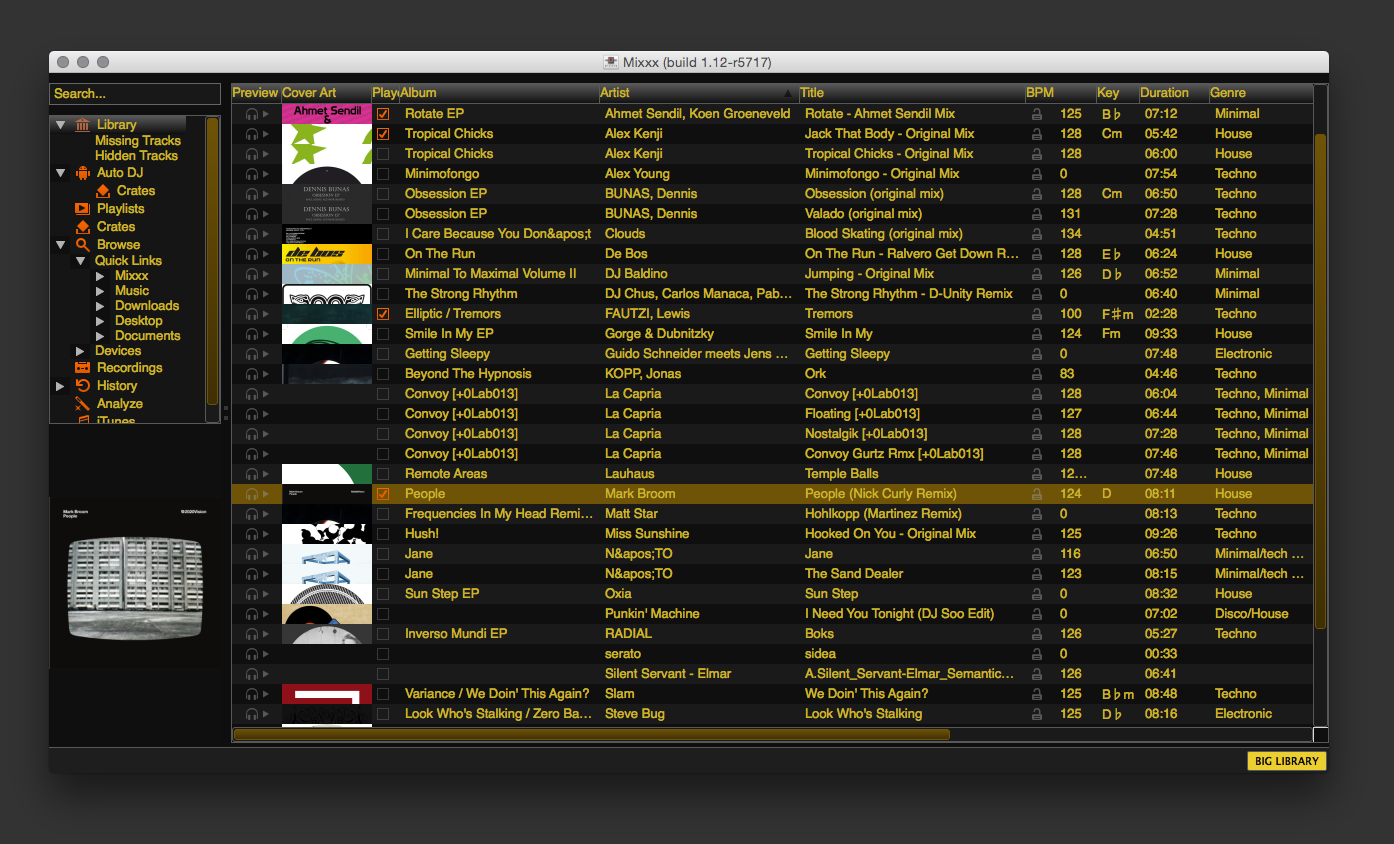 Mixxx (build 1.12-r5717)
Search...
Library
Missing Tracks
Hidden Tracks
Auto DJ
Crates
Playlists
Crates
Browse
Quick Links
Mixxx
Music
Downloads
Desktop
Documents
Devices
Recordings
History
Analyze
iTunes
Mark Broom
People
©2020Vision
Preview Cover Art Play Album Artist Title BPM Key Duration Genre
Ahmet Sendil & Rotate EP Ahmet Sendil, Koen Groeneveld Rotate - Ahmet Sendil Mix 125 B♭ 07:12 Minimal
Tropical Chicks Alex Kenji Jack That Body - Original Mix 128 Cm 05:42 House
Tropical Chicks Alex Kenji Tropical Chicks - Original Mix 128 06:00 House
Minimofongo Alex Young Minimofongo - Original Mix 0 07:54 Techno
DENNIS BUNAS OBSESSION EP Obsession EP BUNAS, Dennis Obsession (original mix) 128 Cm 06:50 Techno
DENNIS BUNAS OBSESSION EP Obsession EP BUNAS, Dennis Valado (original mix) 131 07:28 Techno
I Care Because You Don&apos;t Clouds Blood Skating (original mix) 134 04:51 Techno
de bos ON THE RUN On The Run De Bos On The Run - Ralvero Get Down R... 128 E♭ 06:24 House
Minimal To Maximal Volume II DJ Baldino Jumping - Original Mix 126 D♭ 06:52 Minimal
The Strong Rhythm DJ Chus, Carlos Manaca, Pab... The Strong Rhythm - D-Unity Remix 0 06:40 Minimal
Elliptic / Tremors FAUTZI, Lewis Tremors 100 F♯m 02:28 Techno
Smile In My EP Gorge & Dubnitzky Smile In My 124 Fm 09:33 House
Getting Sleepy Guido Schneider meets Jens ... Getting Sleepy 0 07:48 Electronic
Beyond The Hypnosis KOPP, Jonas Ork 83 04:46 Techno
Convoy [+0Lab013] La Capria Convoy [+0Lab013] 128 06:04 Techno, Minimal
Convoy [+0Lab013] La Capria Floating [+0Lab013] 127 06:44 Techno, Minimal
Convoy [+0Lab013] La Capria Nostalgik [+0Lab013] 128 07:28 Techno, Minimal
Convoy [+0Lab013] La Capria Convoy Gurtz Rmx [+0Lab013] 128 07:46 Techno, Minimal
Remote Areas Lauhaus Temple Balls 12... 07:48 House
People Mark Broom People (Nick Curly Remix) 124 D 08:11 House
Frequencies In My Head Remi... Matt Star Hohlkopp (Martinez Remix) 0 08:13 Techno
Hush! Miss Sunshine Hooked On You - Original Mix 125 09:26 Techno
Jane N&apos;TO Jane 116 06:50 Minimal/tech ...
Jane N&apos;TO The Sand Dealer 123 08:15 Minimal/tech ...
Sun Step EP Oxia Sun Step 0 08:32 House
Punkin' Machine I Need You Tonight (DJ Soo Edit) 0 07:02 Disco/House
Inverso Mundi EP RADIAL Boks 126 05:27 Techno
serato sidea 0 00:33
Silent Servant - Elmar A.Silent_Servant-Elmar_Semantic... 126 06:41
Variance / We Doin' This Again? Slam We Doin' This Again? 125 B♭m 08:48 Techno
Look Who's Stalking / Zero Ba... Steve Bug Look Who's Stalking 125 D♭ 08:16 Electronic
BIG LIBRARY